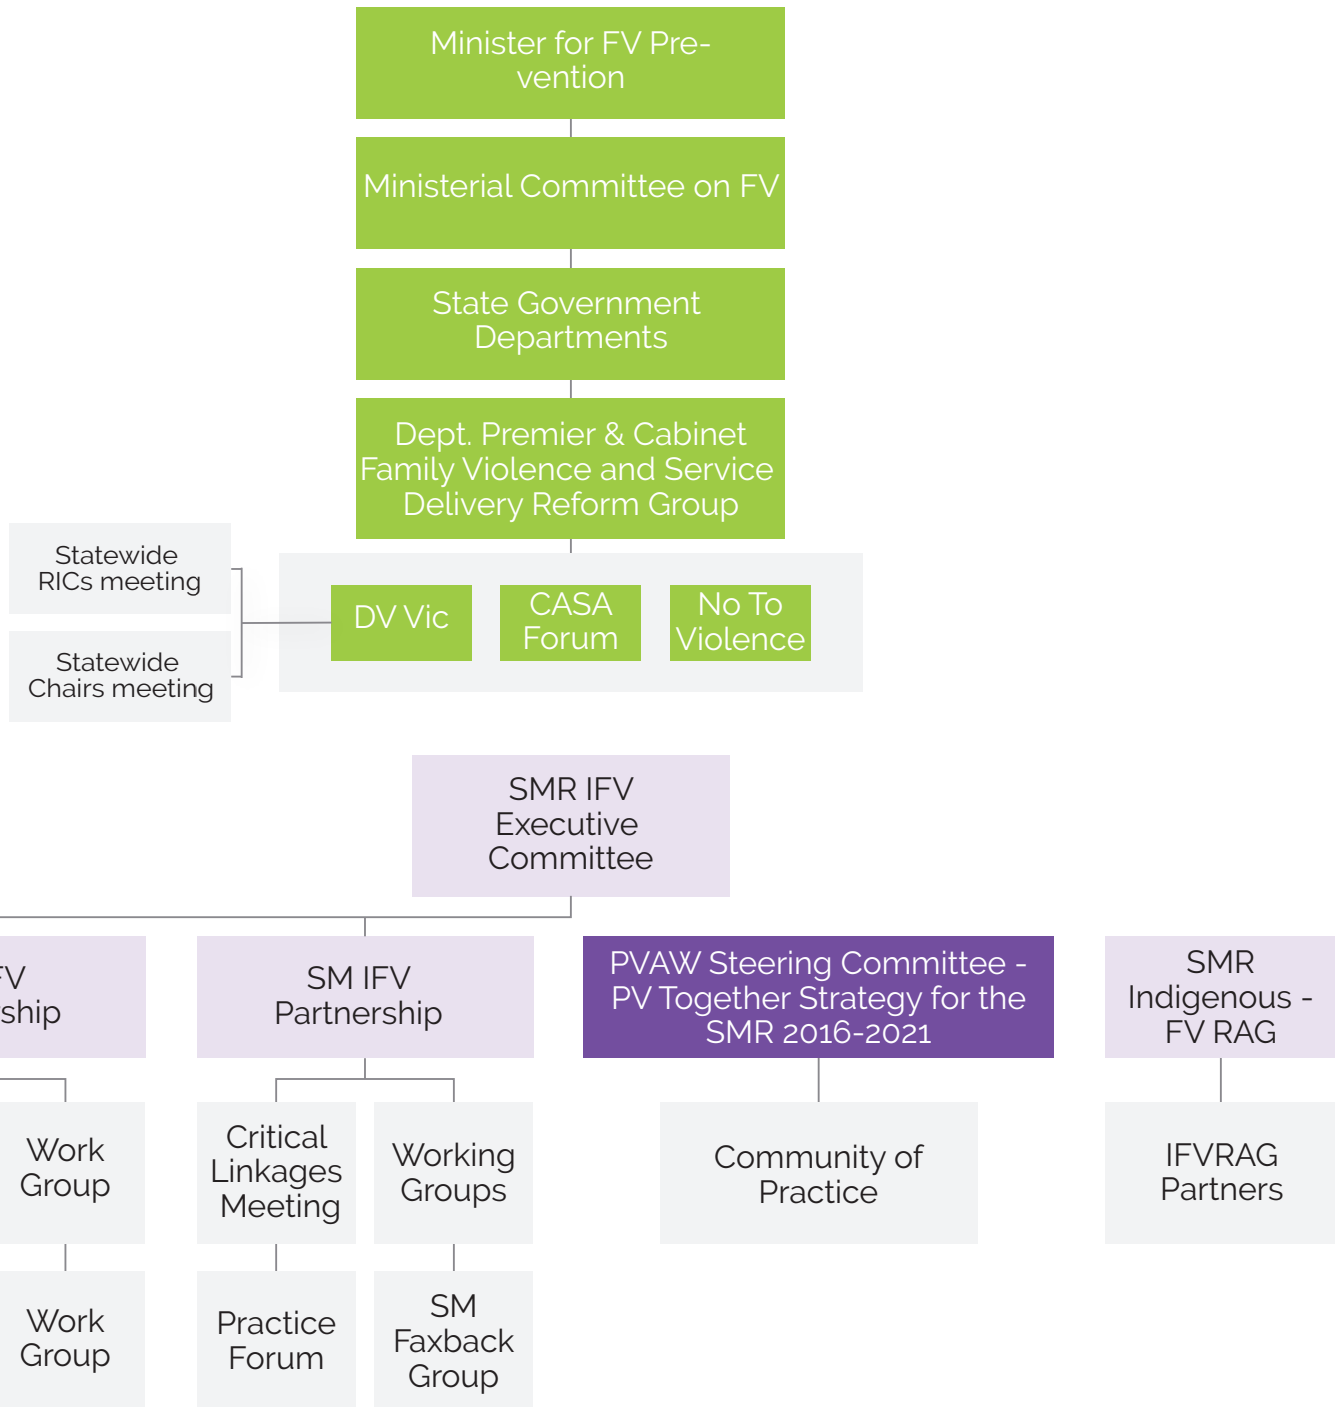 Minister for FV Pre-
vention
Ministerial Committee on FV
State Government
Departments
Dept. Premier & Cabinet
Family Violence and Service
Delivery Reform Group
Statewide
RICs meeting
Statewide
Chairs meeting
DV Vic
CASA
Forum
No To
Violence
SMR IFV
Executive
Committee
SM IFV
Partnership
PVAW Steering Committee -
PV Together Strategy for the
SMR 2016-2021
SMR
Indigenous -
FV RAG
Work
Group
Critical
Linkages
Meeting
Working
Groups
Community of
Practice
IFVRAG
Partners
Work
Group
Practice
Forum
SM
Faxback
Group